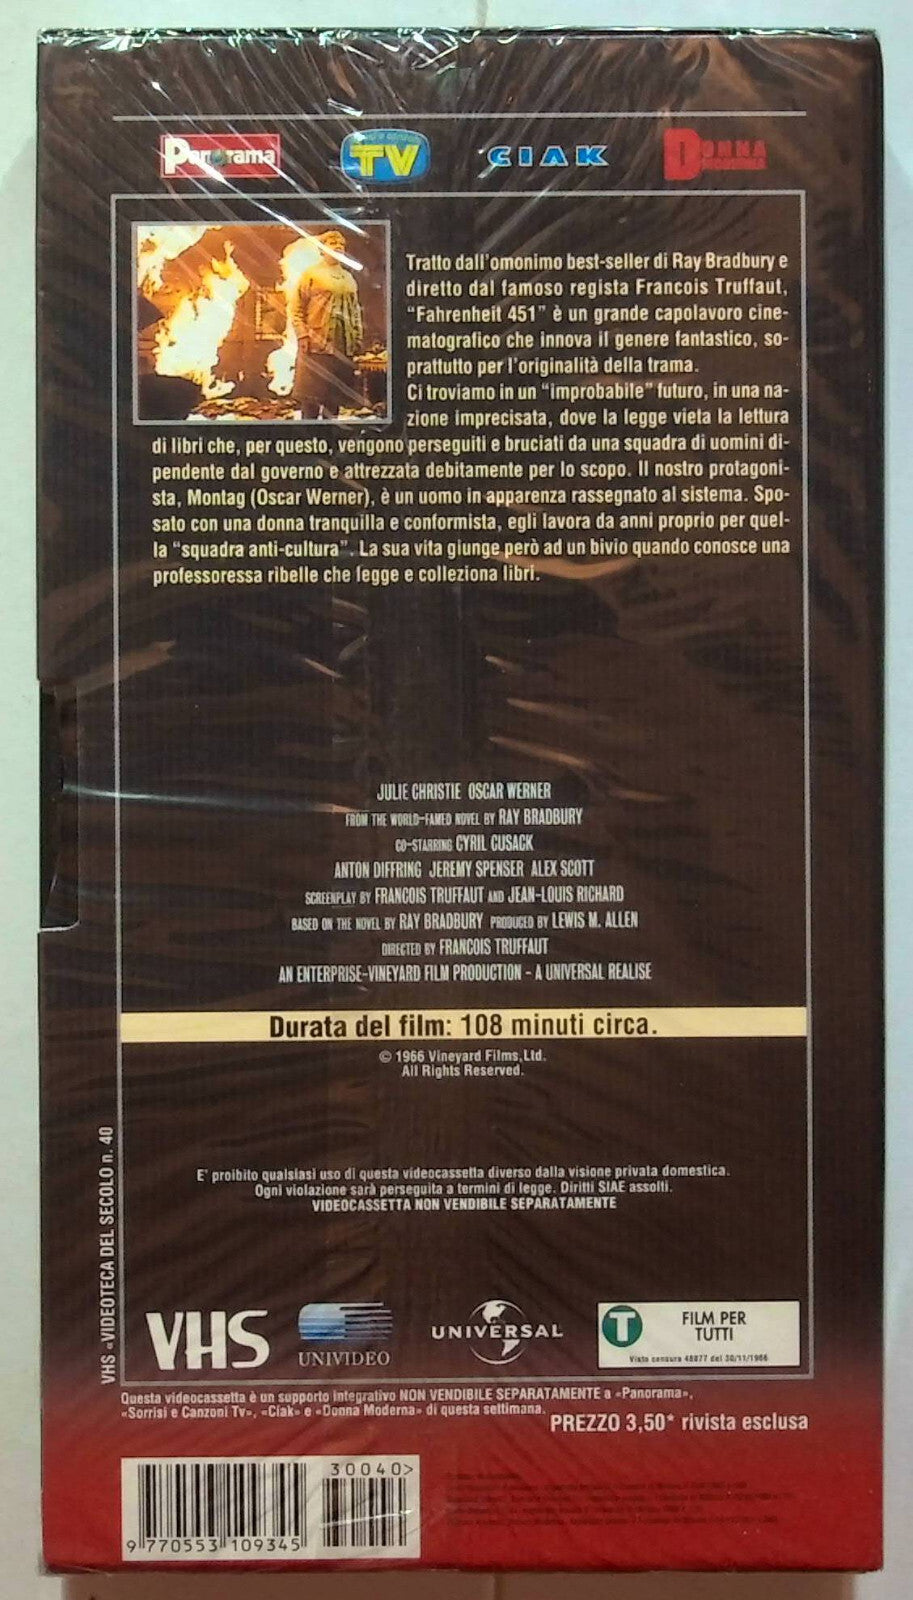 Panorama
TV
CIAK
DONNA
Tratto dall'omonimo best-seller di Ray Bradbury e
diretto dal famoso regista Francois Truffaut,
"Fahrenheit 451" è un grande capolavoro cine-
matografico che innova il genere fantastico, so-
prattutto per l'originalità della trama.
Ci troviamo in un "improbabile" futuro, in una na-
zione imprecisata, dove la legge vieta la lettura
di libri che, per questo, vengono perseguiti e bruciati da una squadra di uomini di-
pendente dal governo e attrezzata debitamente per lo scopo. Il nostro protagoni-
sta, Montag (Oscar Werner), è un uomo in apparenza rassegnato al sistema. Spo-
sato con una donna tranquilla e conformista, egli lavora da anni proprio per quel-
la "squadra anti-cultura". La sua vita giunge però ad un bivio quando conosce una
professoressa ribelle che legge e colleziona libri.
JULIE CHRISTIE OSCAR WERNER
FROM THE WORLD-FAMED NOVEL BY RAY BRADBURY
CO-STARRING CYRIL CUSACK
ANTON DIFFRING JEREMY SPENSER ALEX SCOTT
SCREENPLAY BY FRANCOIS TRUFFAUT AND JEAN-LOUIS RICHARD
BASED ON THE NOVEL BY RAY BRADBURY PRODUCED BY LEWIS M. ALLEN
DIRECTED BY FRANCOIS TRUFFAUT
AN ENTERPRISE-VINEYARD FILM PRODUCTION - A UNIVERSAL REALISE
Durata del film: 108 minuti circa.
© 1966 Vineyard Films,Ltd.
All Rights Reserved.
E' proibito qualsiasi uso di questa videocassetta diverso dalla visione privata domestica.
Ogni violazione sarà perseguita a termini di legge. Diritti SIAE assolti.
VIDEOCASSETTA NON VENDIBILE SEPARATAMENTE
VHS «VIDEOTECA DEL SECOLO n. 40
VHS
UNIVIDEO
UNIVERSAL
T
FILM PER
TUTTI
Visto censura 48077 del 30/11/1966
Questa videocassetta è un supporto integrativo NON VENDIBILE SEPARATAMENTE a «Panorama»,
«Sorrisi e Canzoni Tv», «Ciak» e «Donna Moderna» di questa settimana.
PREZZO 3,50* rivista esclusa
30040>
9 770553 109345